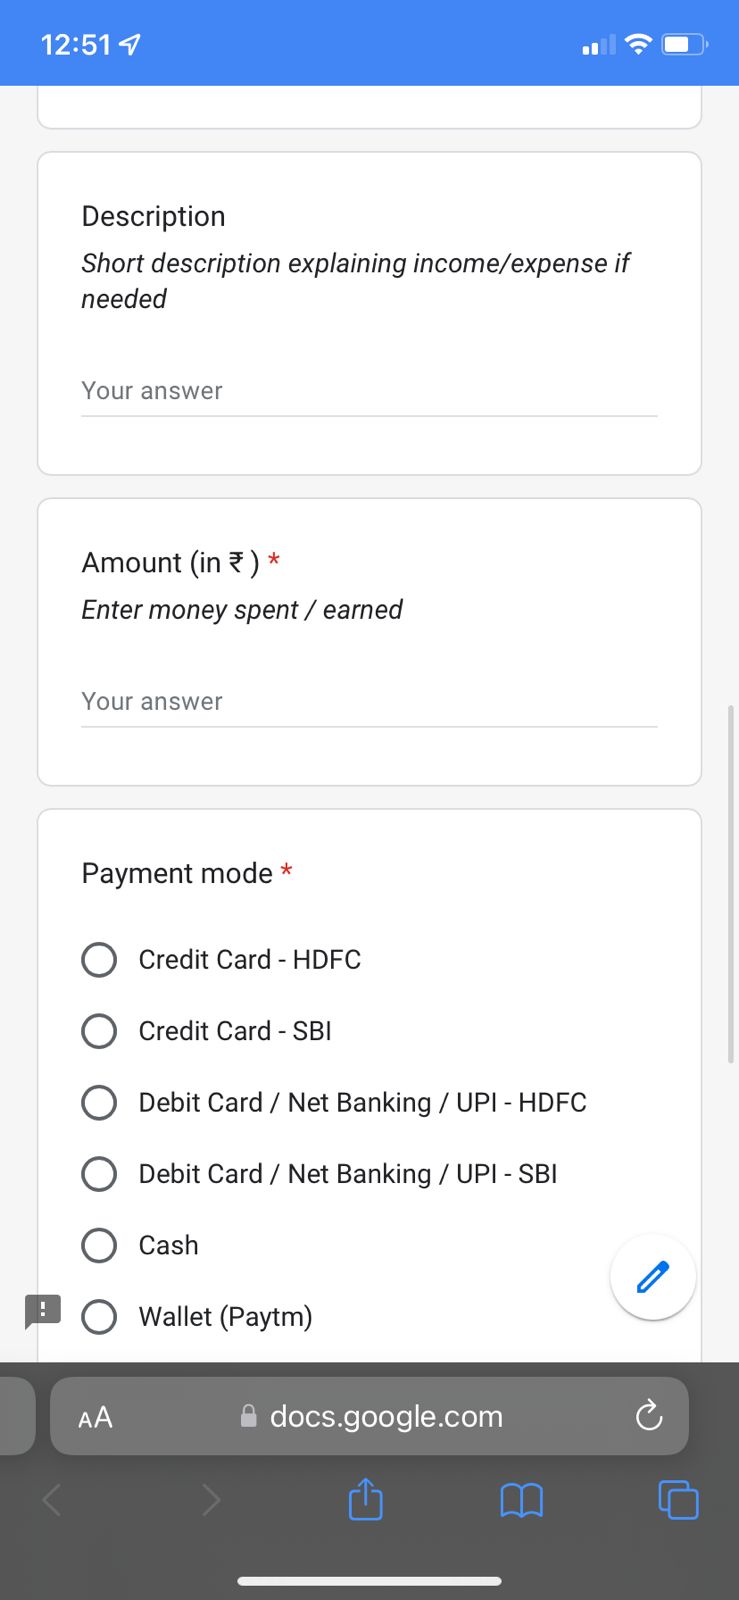 12:51
Description
Short description explaining income/expense if
needed
Your answer
Amount (in ₹ ) *
Enter money spent / earned
Your answer
Payment mode *
Credit Card - HDFC
Credit Card - SBI
Debit Card / Net Banking / UPI - HDFC
Debit Card / Net Banking / UPI - SBI
Cash
Wallet (Paytm)
AA docs.google.com